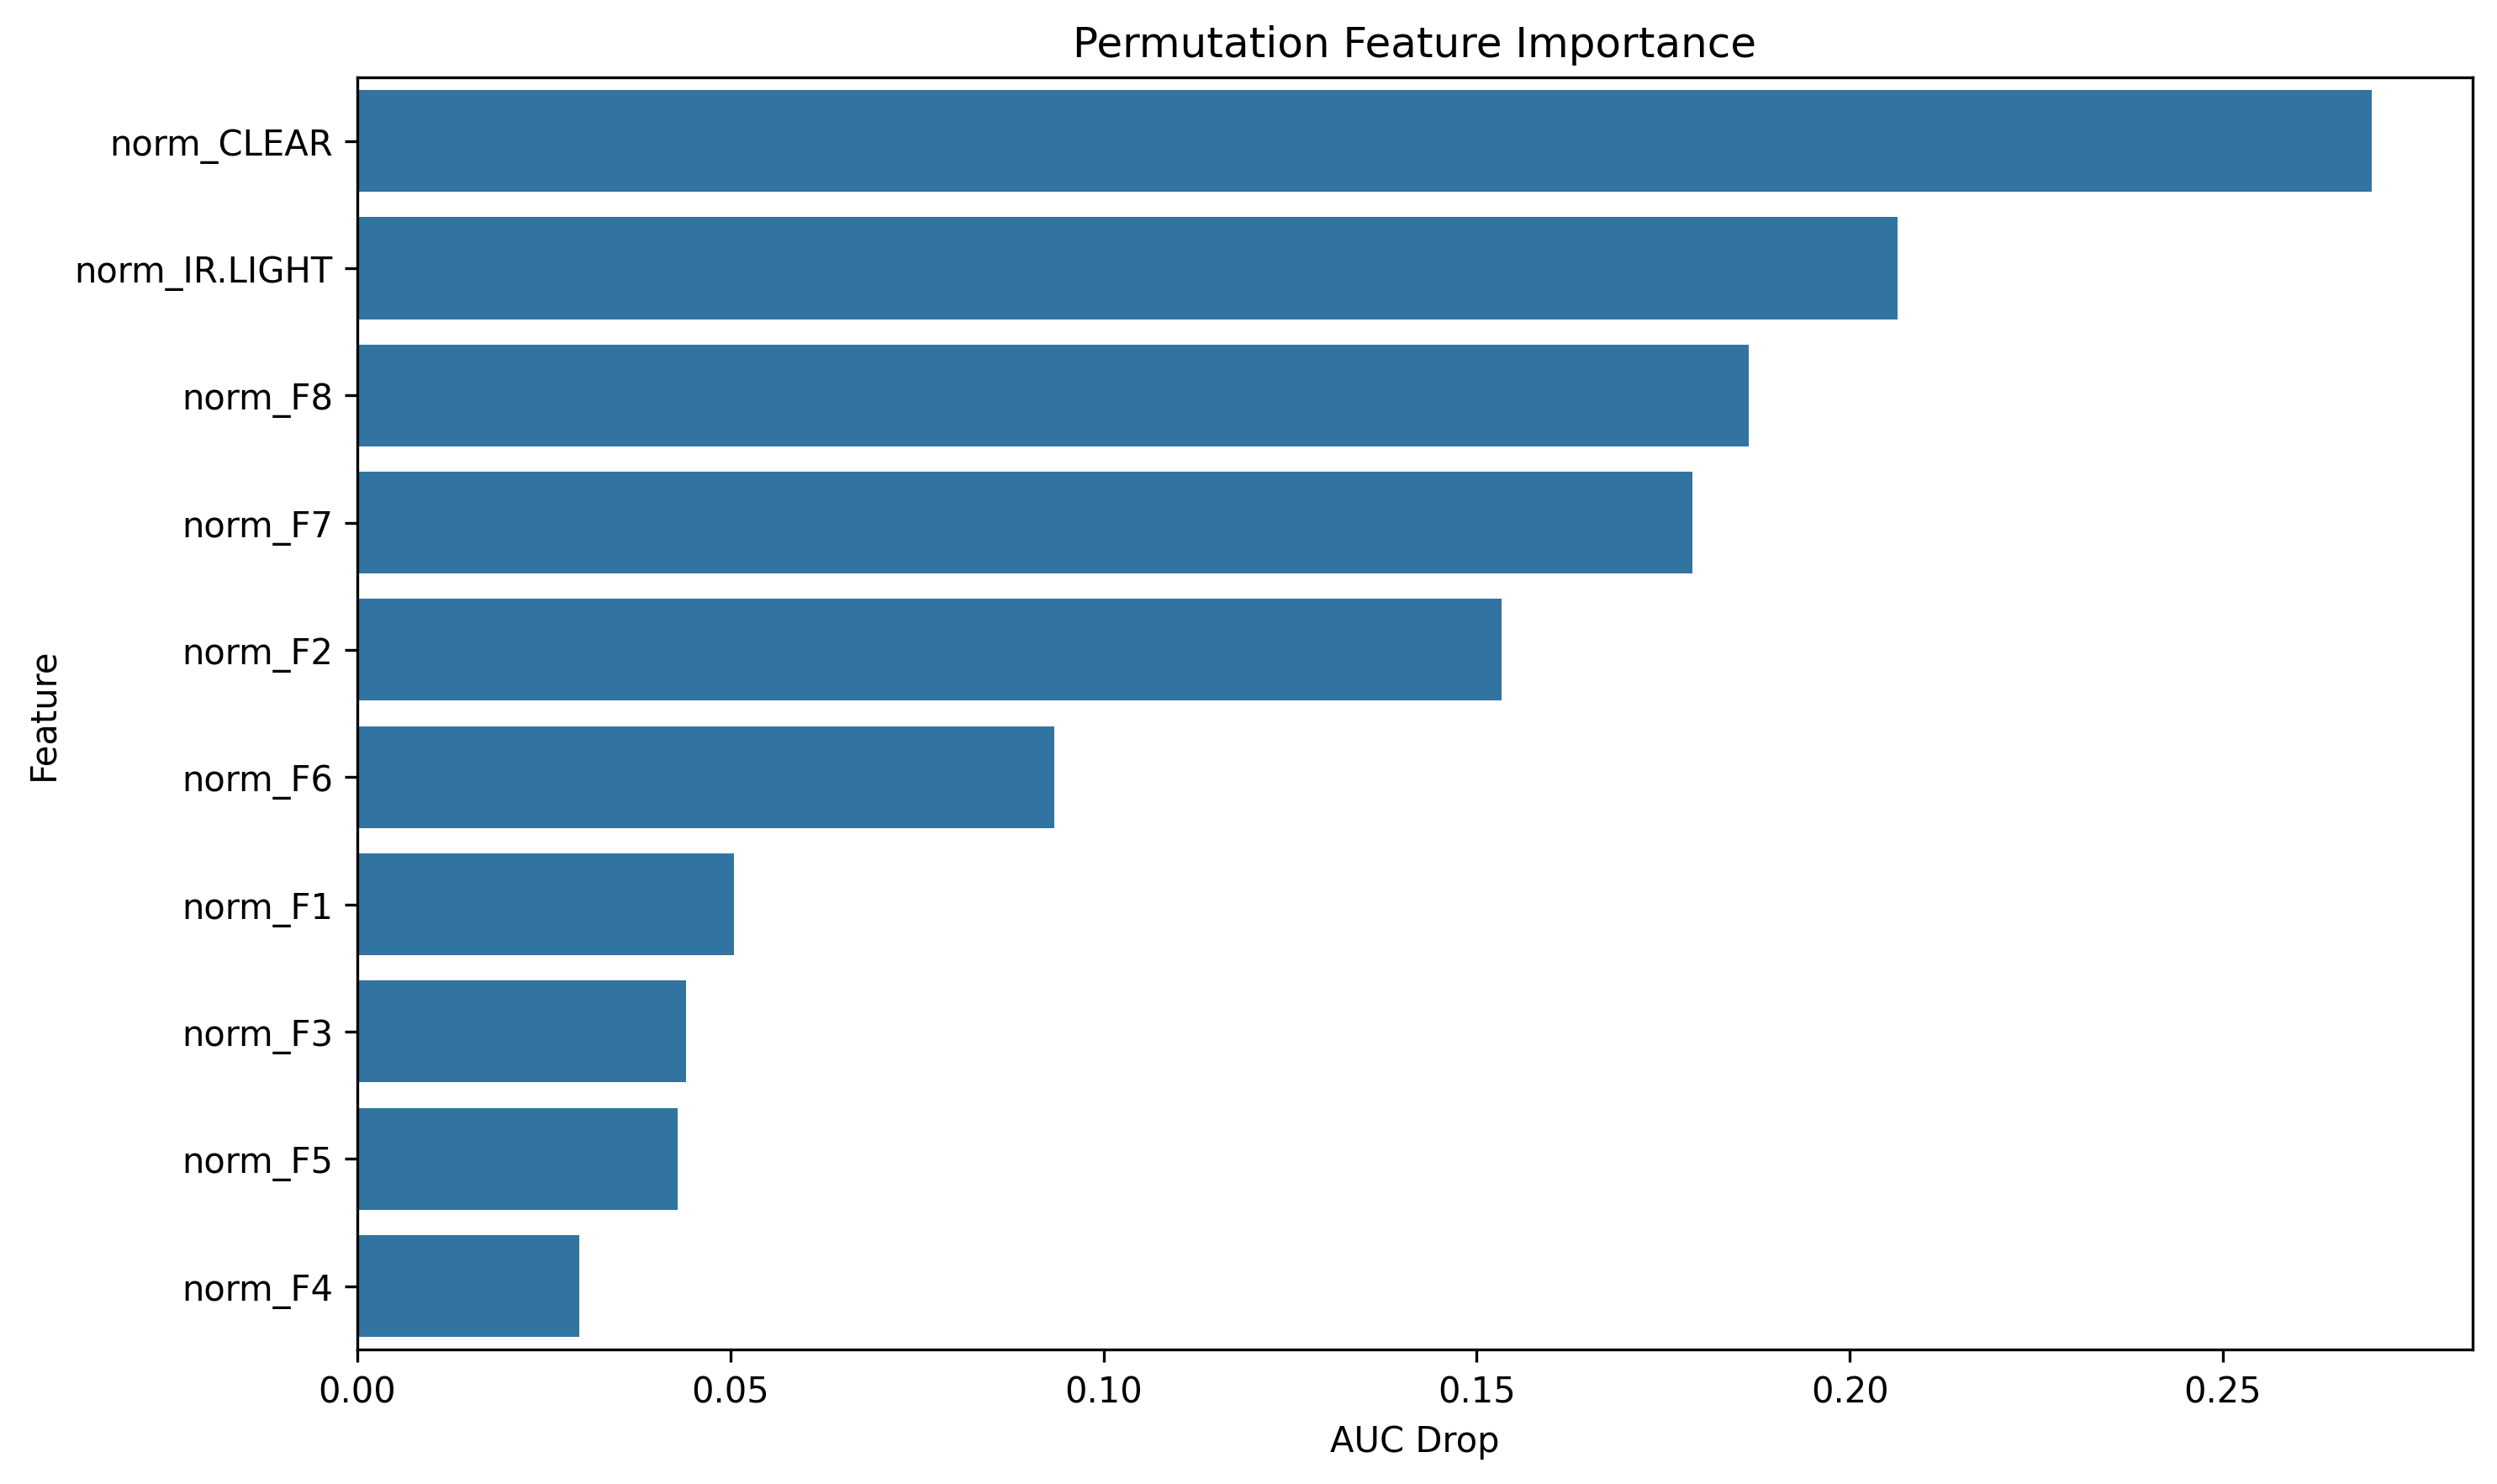 Permutation Feature Importance
norm_CLEAR
norm_IR.LIGHT
norm_F8
norm_F7
norm_F2
norm_F6
norm_F1
norm_F3
norm_F5
norm_F4
Feature
0.00 0.05 0.10 0.15 0.20 0.25
AUC Drop